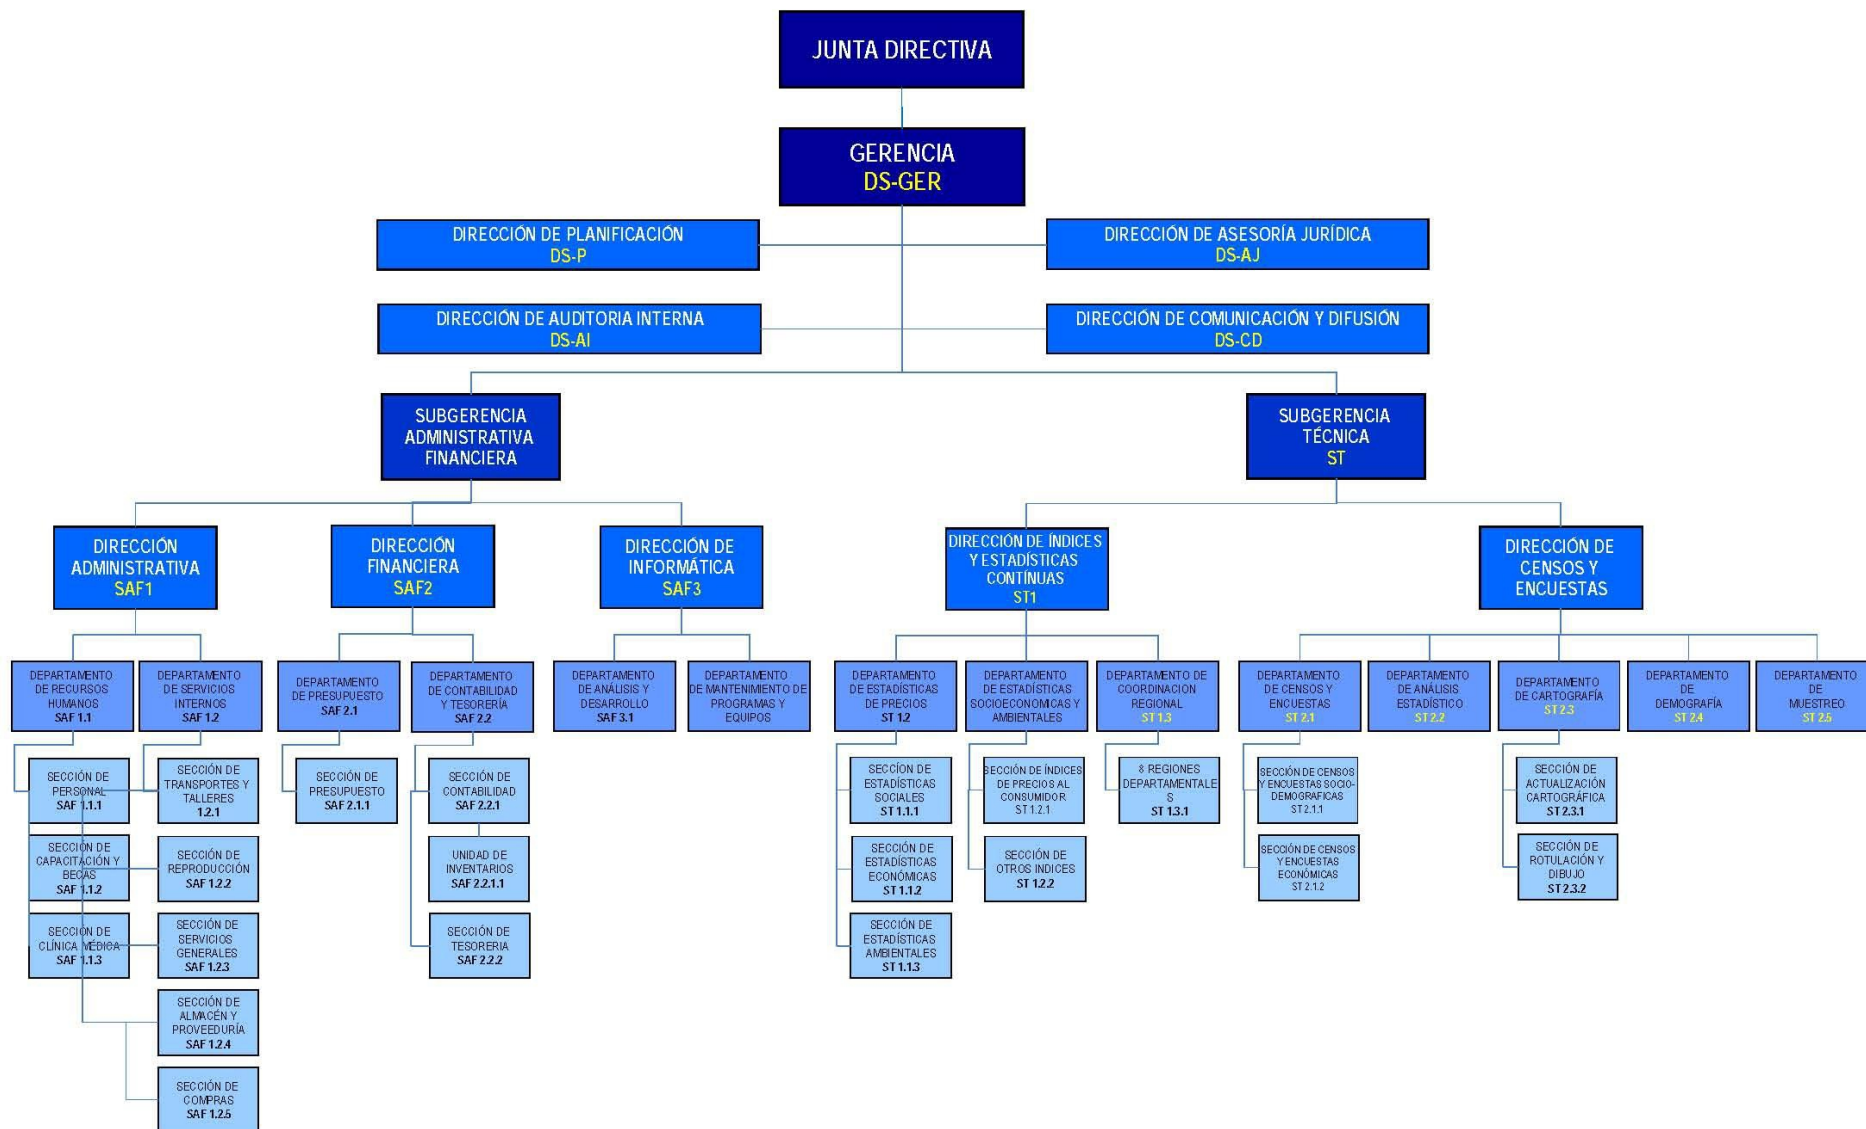 JUNTA DIRECTIVA
GERENCIA
DS-GER
DIRECCIÓN DE PLANIFICACIÓN
DS-P
DIRECCIÓN DE ASESORÍA JURÍDICA
DS-AJ
DIRECCIÓN DE AUDITORIA INTERNA
DS-AI
DIRECCIÓN DE COMUNICACIÓN Y DIFUSIÓN
DS-CD
SUBGERENCIA
ADMINISTRATIVA
FINANCIERA
SUBGERENCIA
TÉCNICA
ST
DIRECCIÓN
ADMINISTRATIVA
SAF1
DIRECCIÓN
FINANCIERA
SAF2
DIRECCIÓN DE
INFORMÁTICA
SAF3
DIRECCIÓN DE ÍNDICES
Y ESTADÍSTICAS
CONTÍNUAS
ST1
DIRECCIÓN DE
CENSOS Y
ENCUESTAS
DEPARTAMENTO
DE RECURSOS
HUMANOS
SAF 1.1
DEPARTAMENTO
DE SERVICIOS
INTERNOS
SAF 1.2
DEPARTAMENTO
DE PRESUPUESTO
SAF 2.1
DEPARTAMENTO
DE CONTABILIDAD
Y TESORERÍA
SAF 2.2
DEPARTAMENTO
DE ANÁLISIS Y
DESARROLLO
SAF 3.1
DEPARTAMENTO
DE MANTENIMIENTO DE
PROGRAMAS Y
EQUIPOS
DEPARTAMENTO
DE ESTADÍSTICAS
DE PRECIOS
ST 1.2
DEPARTAMENTO
DE ESTADÍSTICAS
SOCIOECONOMICAS Y
AMBIENTALES
DEPARTAMENTO DE
COORDINACION
REGIONAL
ST 1.3
DEPARTAMENTO
DE CENSOS Y
ENCUESTAS
ST 2.1
DEPARTAMENTO
DE ANÁLISIS
ESTADÍSTICO
ST 2.2
DEPARTAMENTO
DE CARTOGRAFÍA
ST 2.3
DEPARTAMENTO
DE
DEMOGRAFÍA
ST 2.4
DEPARTAMENTO
DE
MUESTREO
ST 2.5
SECCIÓN DE
PERSONAL
SAF 1.1.1
SECCIÓN DE
TRANSPORTES Y
TALLERES
1.2.1
SECCIÓN DE
PRESUPUESTO
SAF 2.1.1
SECCIÓN DE
CONTABILIDAD
SAF 2.2.1
SECCÍON DE
ESTADÍSTICAS
SOCIALES
ST 1.1.1
SECCIÓN DE ÍNDICES
DE PRECIOS AL
CONSUMIDOR
ST 1.2.1
8 REGIONES
DEPARTAMENTALE
S
ST 1.3.1
SECCIÓN DE CENSOS
Y ENCUESTAS SOCIO-
DEMOGRAFICAS
ST 2.1.1
SECCIÓN DE
ACTUALIZACIÓN
CARTOGRÁFICA
ST 2.3.1
SECCIÓN DE
CAPACITACIÓN Y
BECAS
SAF 1.1.2
SECCIÓN DE
REPRODUCCIÓN
SAF 1.2.2
UNIDAD DE
INVENTARIOS
SAF 2.2.1.1
SECCIÓN DE
ESTADÍSTICAS
ECONÓMICAS
ST 1.1.2
SECCIÓN DE
OTROS INDICES
ST 1.2.2
SECCIÓN DE CENSOS
Y ENCUESTAS
ECONÓMICAS
ST 2.1.2
SECCIÓN DE
ROTULACIÓN Y
DIBUJO
ST 2.3.2
SECCIÓN DE
CLÍNICA MÉDICA
SAF 1.1.3
SECCIÓN DE
SERVICIOS
GENERALES
SAF 1.2.3
SECCIÓN DE
TESORERIA
SAF 2.2.2
SECCIÓN DE
ESTADÍSTICAS
AMBIENTALES
ST 1.1.3
SECCIÓN DE
ALMACÉN Y
PROVEEDURÍA
SAF 1.2.4
SECCIÓN DE
COMPRAS
SAF 1.2.5